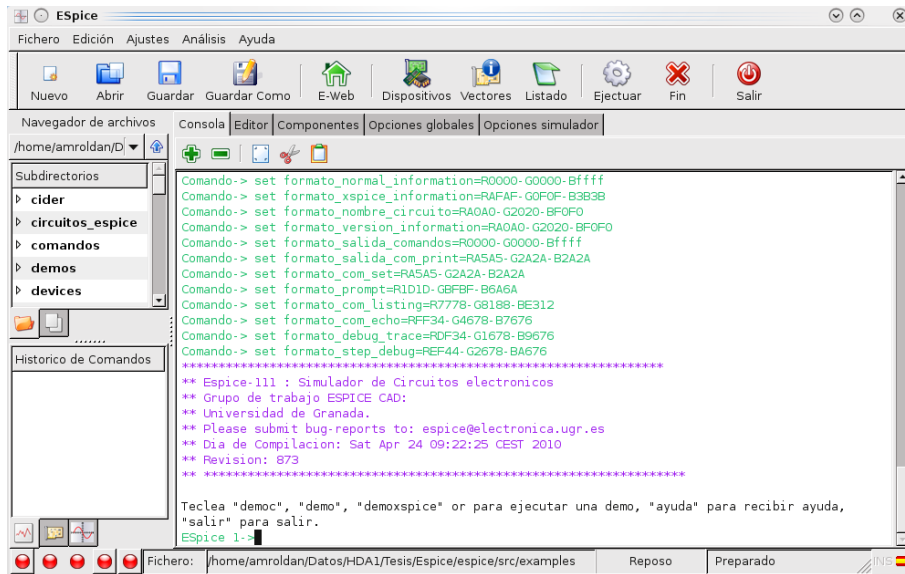 ESpice
Fichero Edición Ajustes Análisis Ayuda
Nuevo Abrir Guardar Guardar Como E-Web Dispositivos Vectores Listado Ejectuar Fin Salir
Navegador de archivos
Consola Editor Componentes Opciones globales Opciones simulador
/home/amroldan/D
Subdirectorios
cider
circuitos_espice
comandos
demos
devices
Historico de Comandos
Comando-> set formato_normal_information=R0000-G0000-Bffff
Comando-> set formato_xspice_information=RAFAF-G0F0F-B3B3B
Comando-> set formato_nombre_circuito=RA0A0-G2020-BF0F0
Comando-> set formato_version_information=RA0A0-G2020-BF0F0
Comando-> set formato_salida_comandos=R0000-G0000-Bffff
Comando-> set formato_salida_com_print=RA5A5-G2A2A-B2A2A
Comando-> set formato_com_set=RA5A5-G2A2A-B2A2A
Comando-> set formato_prompt=R1D1D-GBFBF-B6A6A
Comando-> set formato_com_listing=R7778-G8188-BE312
Comando-> set formato_com_echo=RFF34-G4678-B7676
Comando-> set formato_debug_trace=RDF34-G1678-B9676
Comando-> set formato_step_debug=REF44-G2678-BA676
******************************************************************
** Espice-111 : Simulador de Circuitos electronicos
** Grupo de trabajo ESPICE CAD:
** Universidad de Granada.
** Please submit bug-reports to: espice@electronica.ugr.es
** Dia de Compilacion: Sat Apr 24 09:22:25 CEST 2010
** Revision: 873
** ******************************************************************
Teclea "democ", "demo", "demoxspice" or para ejecutar una demo, "ayuda" para recibir ayuda,
"salir" para salir.
ESpice 1->
Fichero: /home/amroldan/Datos/HDA1/Tesis/Espice/espice/src/examples Reposo Preparado INS